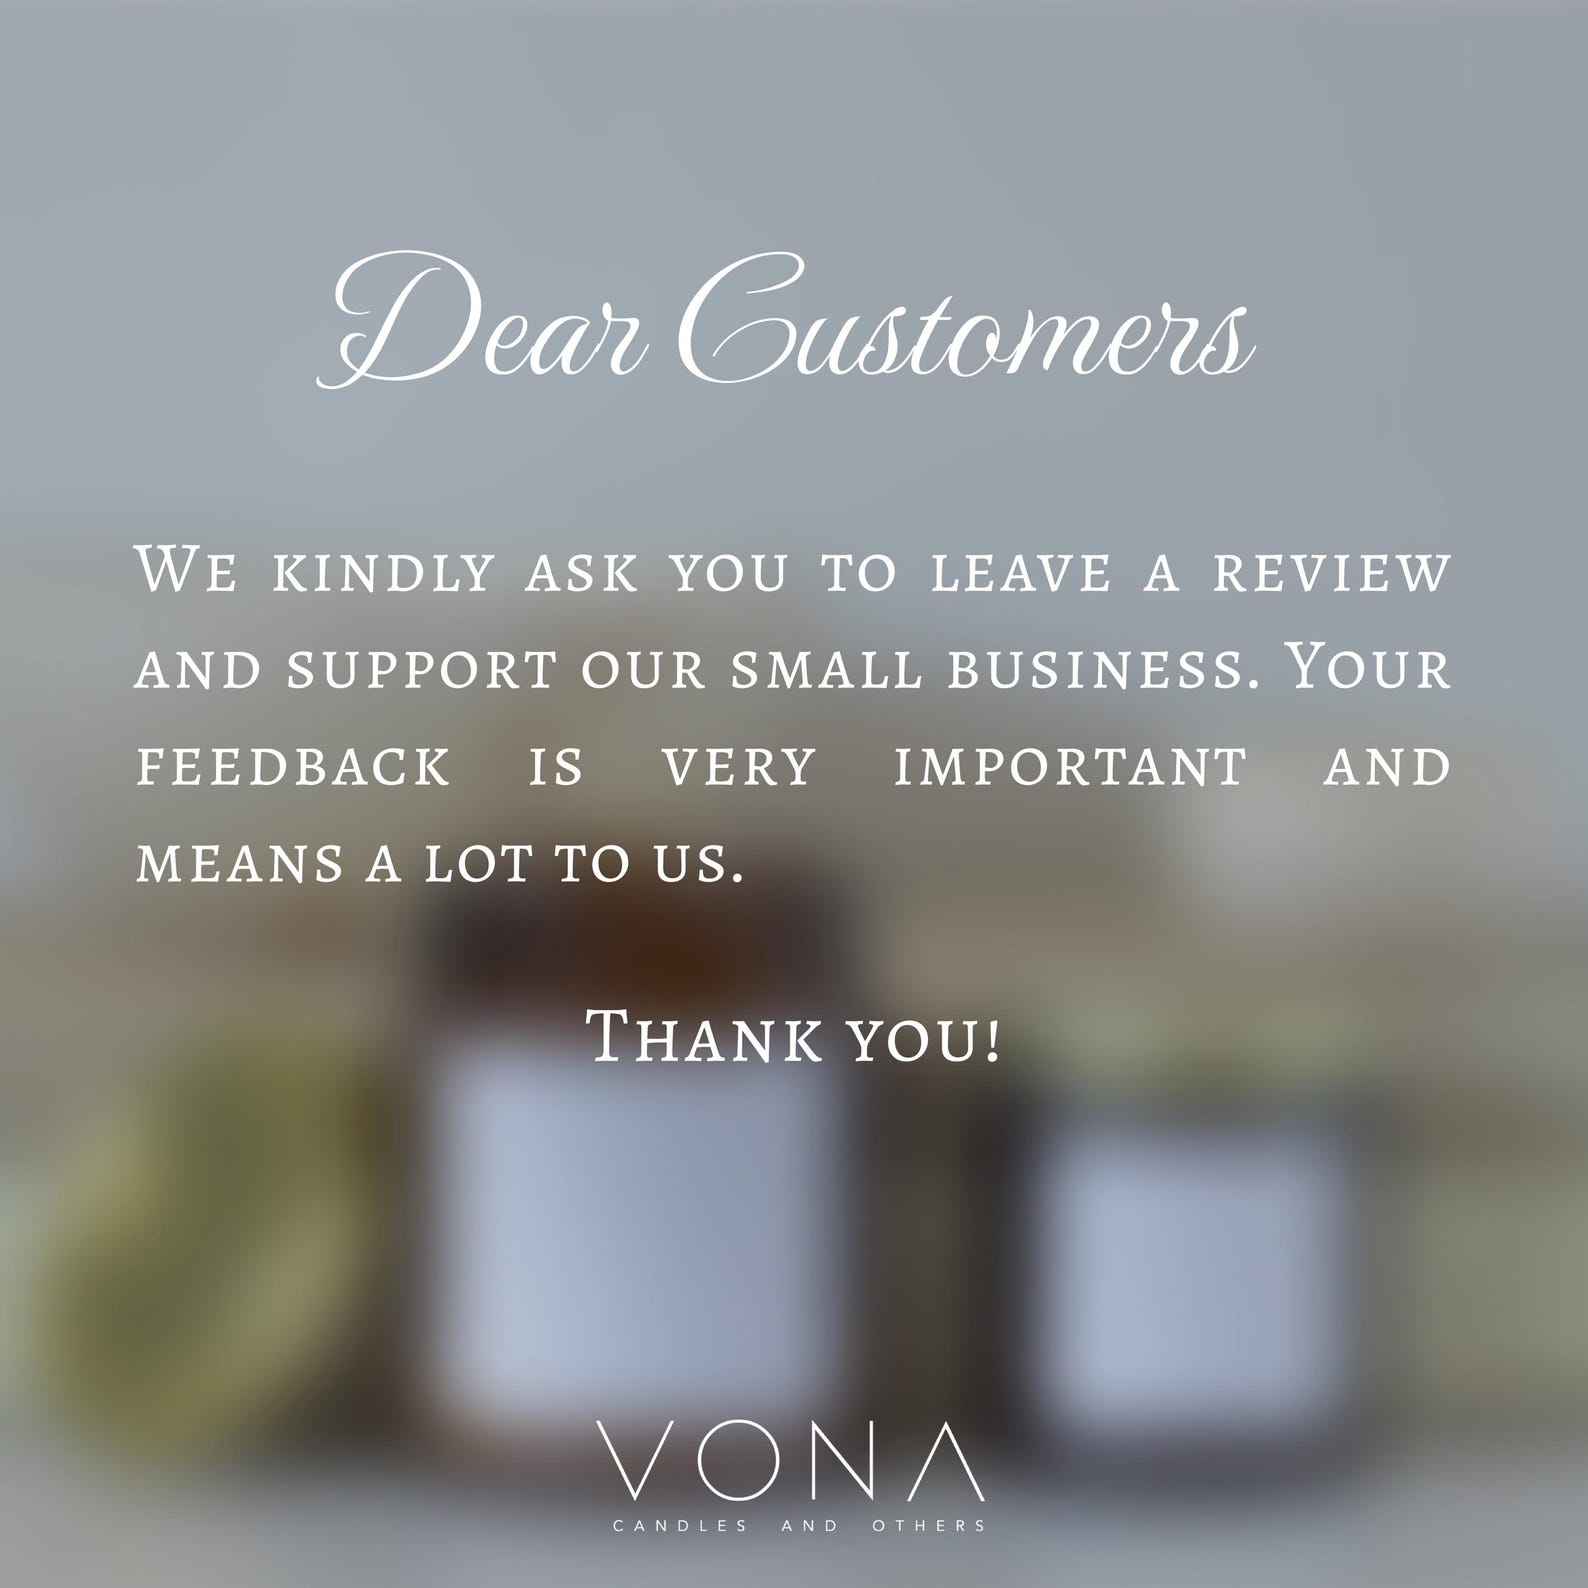 Dear Customers
We kindly ask you to leave a review
and support our small business. Your
feedback is very important and
means a lot to us.
Thank you!
VONA
CANDLES AND OTHERS